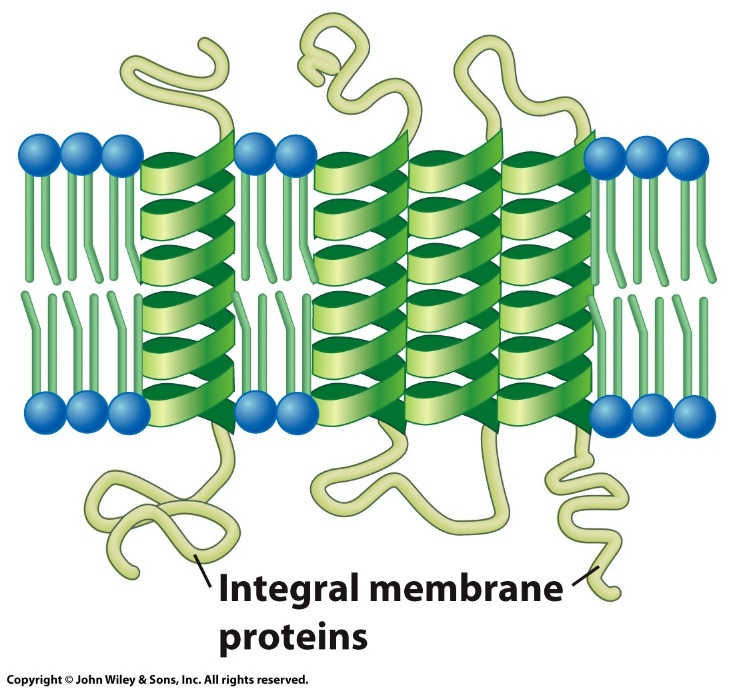 Integral membrane
proteins
Copyright © John Wiley & Sons, Inc. All rights reserved.